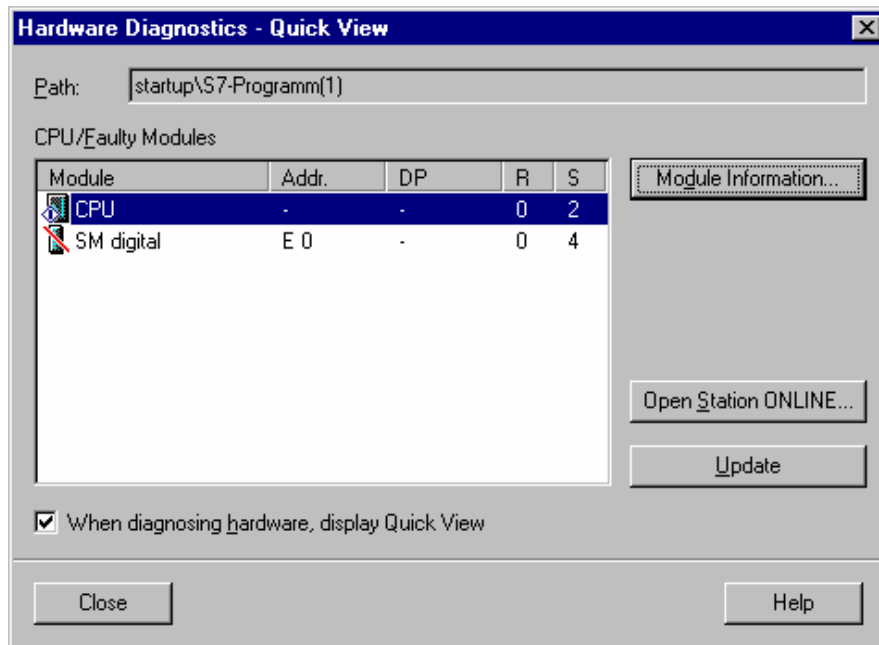 Hardware Diagnostics - Quick View
Path: startup\S7-Programm(1)
CPU/Faulty Modules
Module Addr. DP R S
CPU - - 0 2
SM digital E 0 - 0 4
Module Information...
Open Station ONLINE...
Update
When diagnosing hardware, display Quick View
Close Help